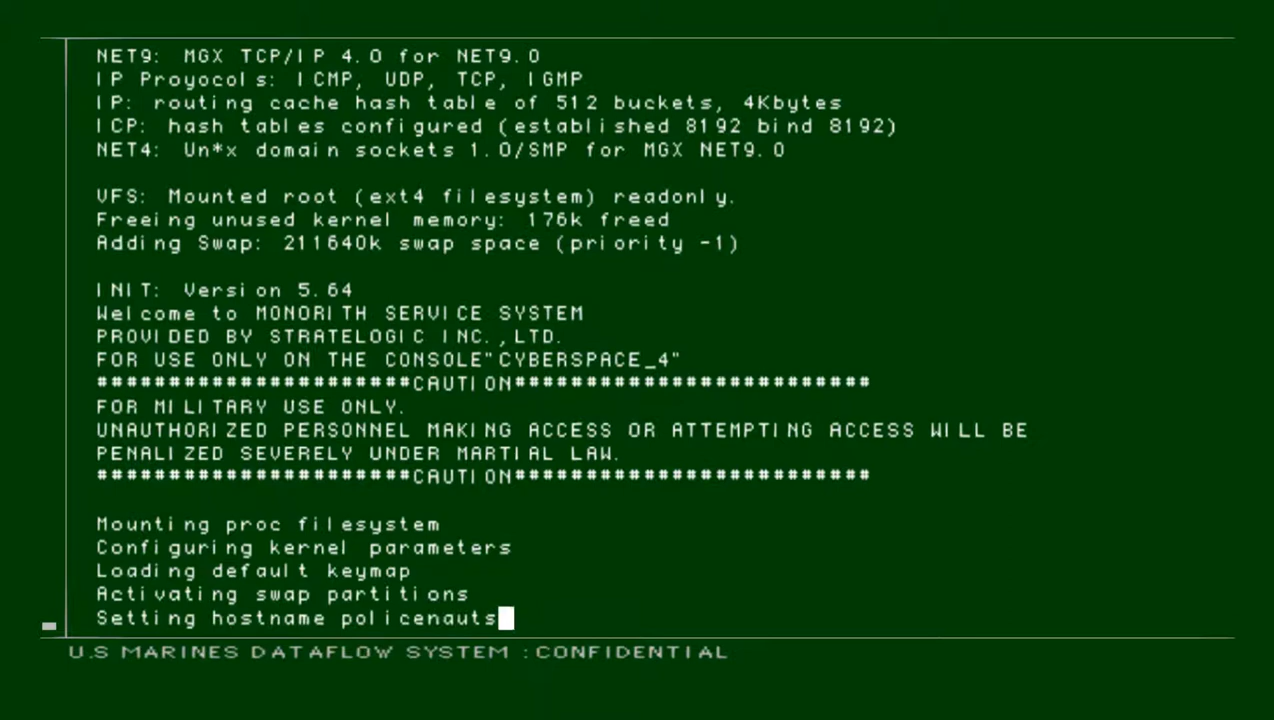 NET9: MGX TCP/IP 4.0 for NET9.0
IP Proyocols: ICMP, UDP, TCP, IGMP
IP: routing cache hash table of 512 buckets, 4Kbytes
ICP: hash tables configured (established 8192 bind 8192)
NET4: Un*x domain sockets 1.0/SMP for MGX NET9.0
VFS: Mounted root (ext4 filesystem) readonly.
Freeing unused kernel memory: 176k freed
Adding Swap: 211640k swap space (priority -1)
INIT: Version 5.64
Welcome to MONORITH SERVICE SYSTEM
PROVIDED BY STRATELOGIC INC.,LTD.
FOR USE ONLY ON THE CONSOLE"CYBERSPACE_4"
######################CAUTION#########################
FOR MILITARY USE ONLY.
UNAUTHORIZED PERSONNEL MAKING ACCESS OR ATTEMPTING ACCESS WILL BE
PENALIZED SEVERELY UNDER MARTIAL LAW.
######################CAUTION#########################
Mounting proc filesystem
Configuring kernel parameters
Loading default keymap
Activating swap partitions
Setting hostname policenauts
U.S MARINES DATAFLOW SYSTEM :CONFIDENTIAL